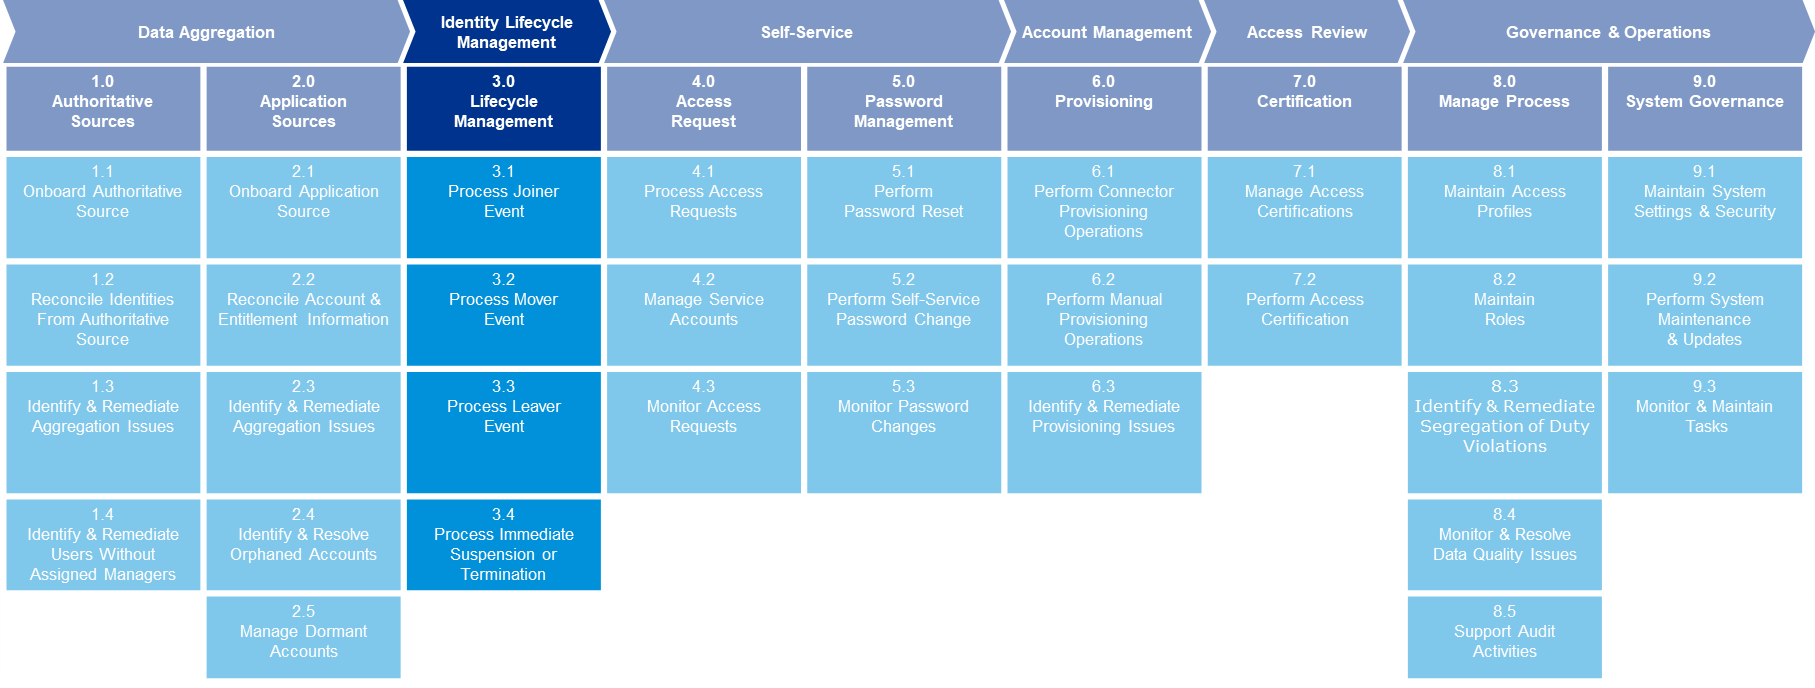 Data Aggregation
Identity Lifecycle
Management
Self-Service
Account Management
Access Review
Governance & Operations
1.0
Authoritative
Sources
2.0
Application
Sources
3.0
Lifecycle
Management
4.0
Access
Request
5.0
Password
Management
6.0
Provisioning
7.0
Certification
8.0
Manage Process
9.0
System Governance
1.1
Onboard Authoritative
Source
2.1
Onboard Application
Source
3.1
Process Joiner
Event
4.1
Process Access
Requests
5.1
Perform
Password Reset
6.1
Perform Connector
Provisioning
Operations
7.1
Manage Access
Certifications
8.1
Maintain Access
Profiles
9.1
Maintain System
Settings & Security
1.2
Reconcile Identities
From Authoritative
Source
2.2
Reconcile Account &
Entitlement Information
3.2
Process Mover
Event
4.2
Manage Service
Accounts
5.2
Perform Self-Service
Password Change
6.2
Perform Manual
Provisioning
Operations
7.2
Perform Access
Certification
8.2
Maintain
Roles
9.2
Perform System
Maintenance
& Updates
1.3
Identify & Remediate
Aggregation Issues
2.3
Identify & Remediate
Aggregation Issues
3.3
Process Leaver
Event
4.3
Monitor Access
Requests
5.3
Monitor Password
Changes
6.3
Identify & Remediate
Provisioning Issues
8.3
Identify & Remediate
Segregation of Duty
Violations
9.3
Monitor & Maintain
Tasks
1.4
Identify & Remediate
Users Without
Assigned Managers
2.4
Identify & Resolve
Orphaned Accounts
3.4
Process Immediate
Suspension or
Termination
8.4
Monitor & Resolve
Data Quality Issues
2.5
Manage Dormant
Accounts
8.5
Support Audit
Activities